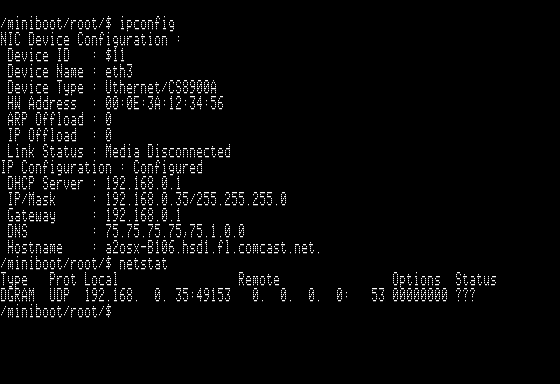 /miniboot/root/$ ipconfig
NIC Device Configuration :
 Device ID   : $11
 Device Name : eth3
 Device Type : Uthernet/CS8900A
 HW Address  : 00:0E:3A:12:34:56
 ARP Offload : 0
 IP Offload  : 0
 Link Status : Media Disconnected
IP Configuration : Configured
 DHCP Server : 192.168.0.1
 IP/Mask     : 192.168.0.35/255.255.255.0
 Gateway     : 192.168.0.1
 DNS         : 75.75.75.75,75.1.0.0
 Hostname    : a2osx-B106.hsd1.fl.comcast.net.
/miniboot/root/$ netstat
Type  Prot Local                 Remote                Options  Status
DGRAM  UDP  192.168.  0. 35:49153   0.  0.  0.  0:   53 00000000 ???
/miniboot/root/$